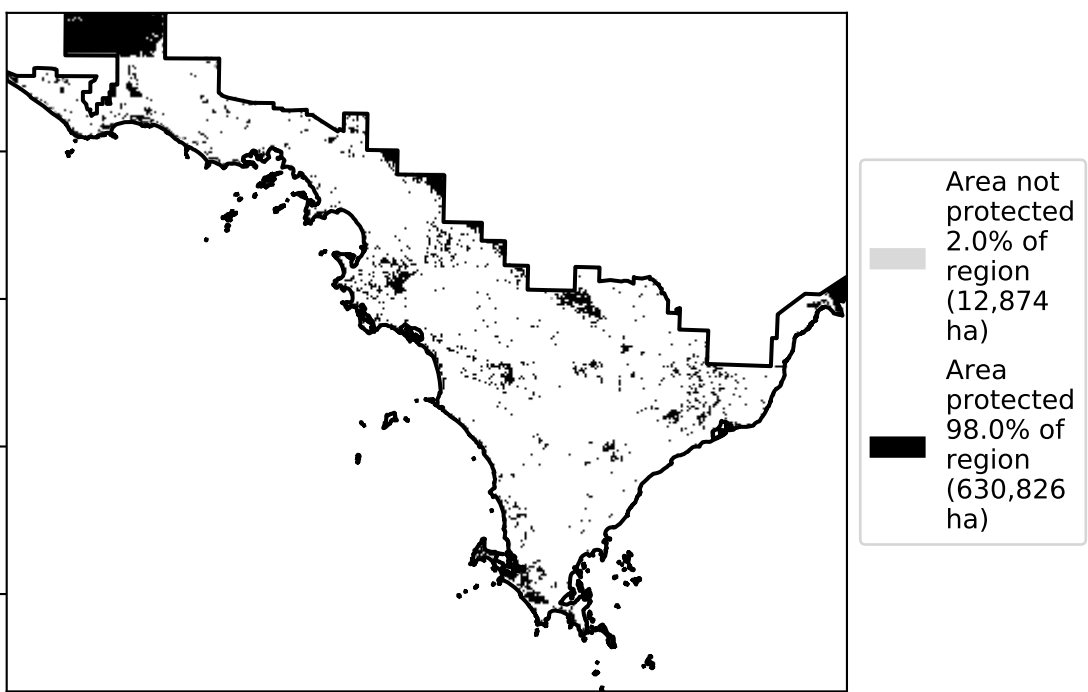 Area not
protected
2.0% of
region
(12,874
ha)
Area
protected
98.0% of
region
(630,826
ha)